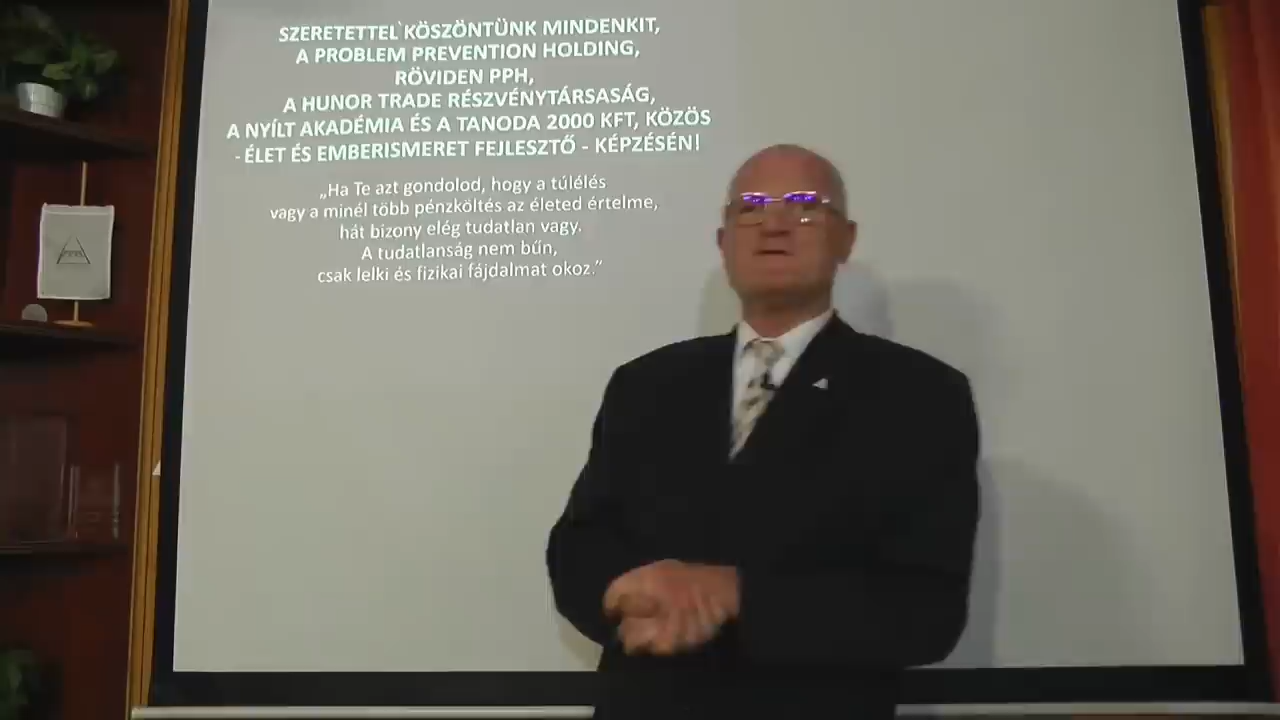 SZERETETTEL KÖSZÖNTÜNK MINDENKIT,
A PROBLEM PREVENTION HOLDING,
RÖVIDEN PPH,
A HUNOR TRADE RÉSZVÉNYTÁRSASÁG,
A NYÍLT AKADÉMIA ÉS A TANODA 2000 KFT, KÖZÖS
- ÉLET ÉS EMBERISMERET FEJLESZTŐ - KÉPZÉSÉN!
„Ha Te azt gondolod, hogy a túlélés
vagy a minél több pénzköltés az életed értelme,
hát bizony elég tudatlan vagy.
A tudatlanság nem bűn,
csak lelki és fizikai fájdalmat okoz.”